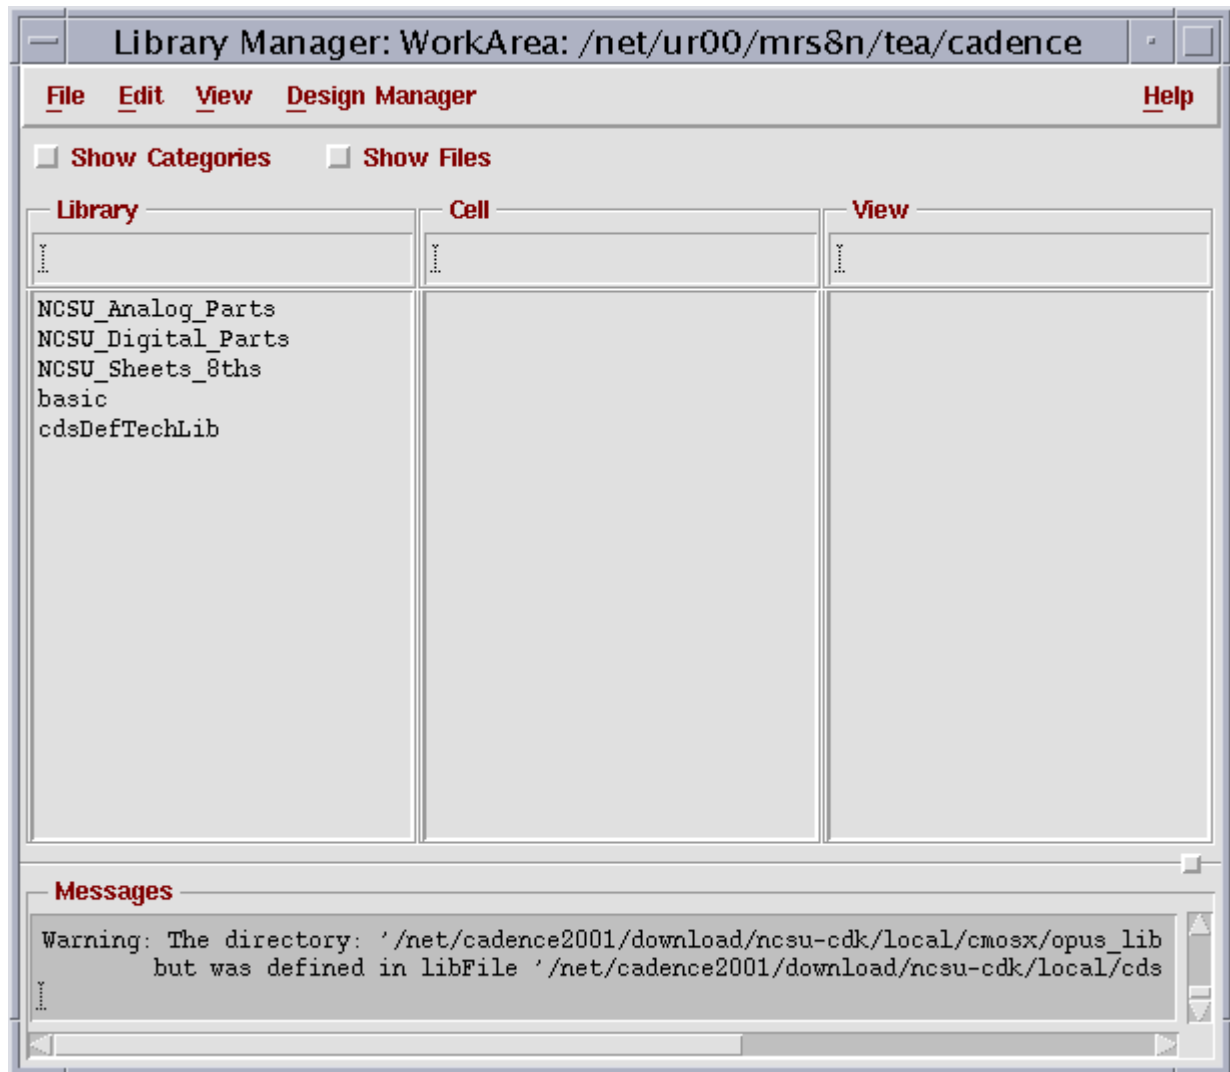 Library Manager: WorkArea: /net/ur00/mrs8n/tea/cadence
File Edit View Design Manager Help
Show Categories Show Files
Library Cell View
NCSU_Analog_Parts
NCSU_Digital_Parts
NCSU_Sheets_8ths
basic
cdsDefTechLib
Messages
Warning: The directory: '/net/cadence2001/download/ncsu-cdk/local/cmosx/opus_lib
but was defined in libFile '/net/cadence2001/download/ncsu-cdk/local/cds